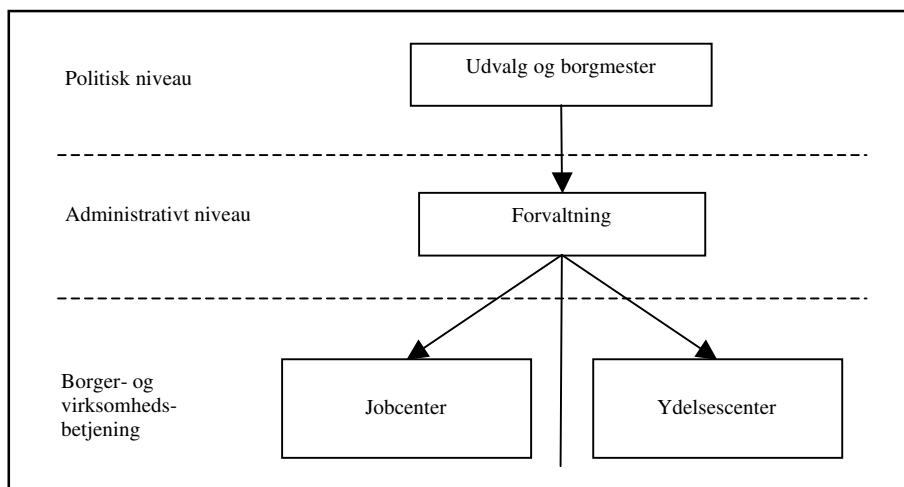 Politisk niveau
Udvalg og borgmester
Administrativt niveau
Forvaltning
Borger- og
virksomheds-
betjening
Jobcenter
Ydelsescenter